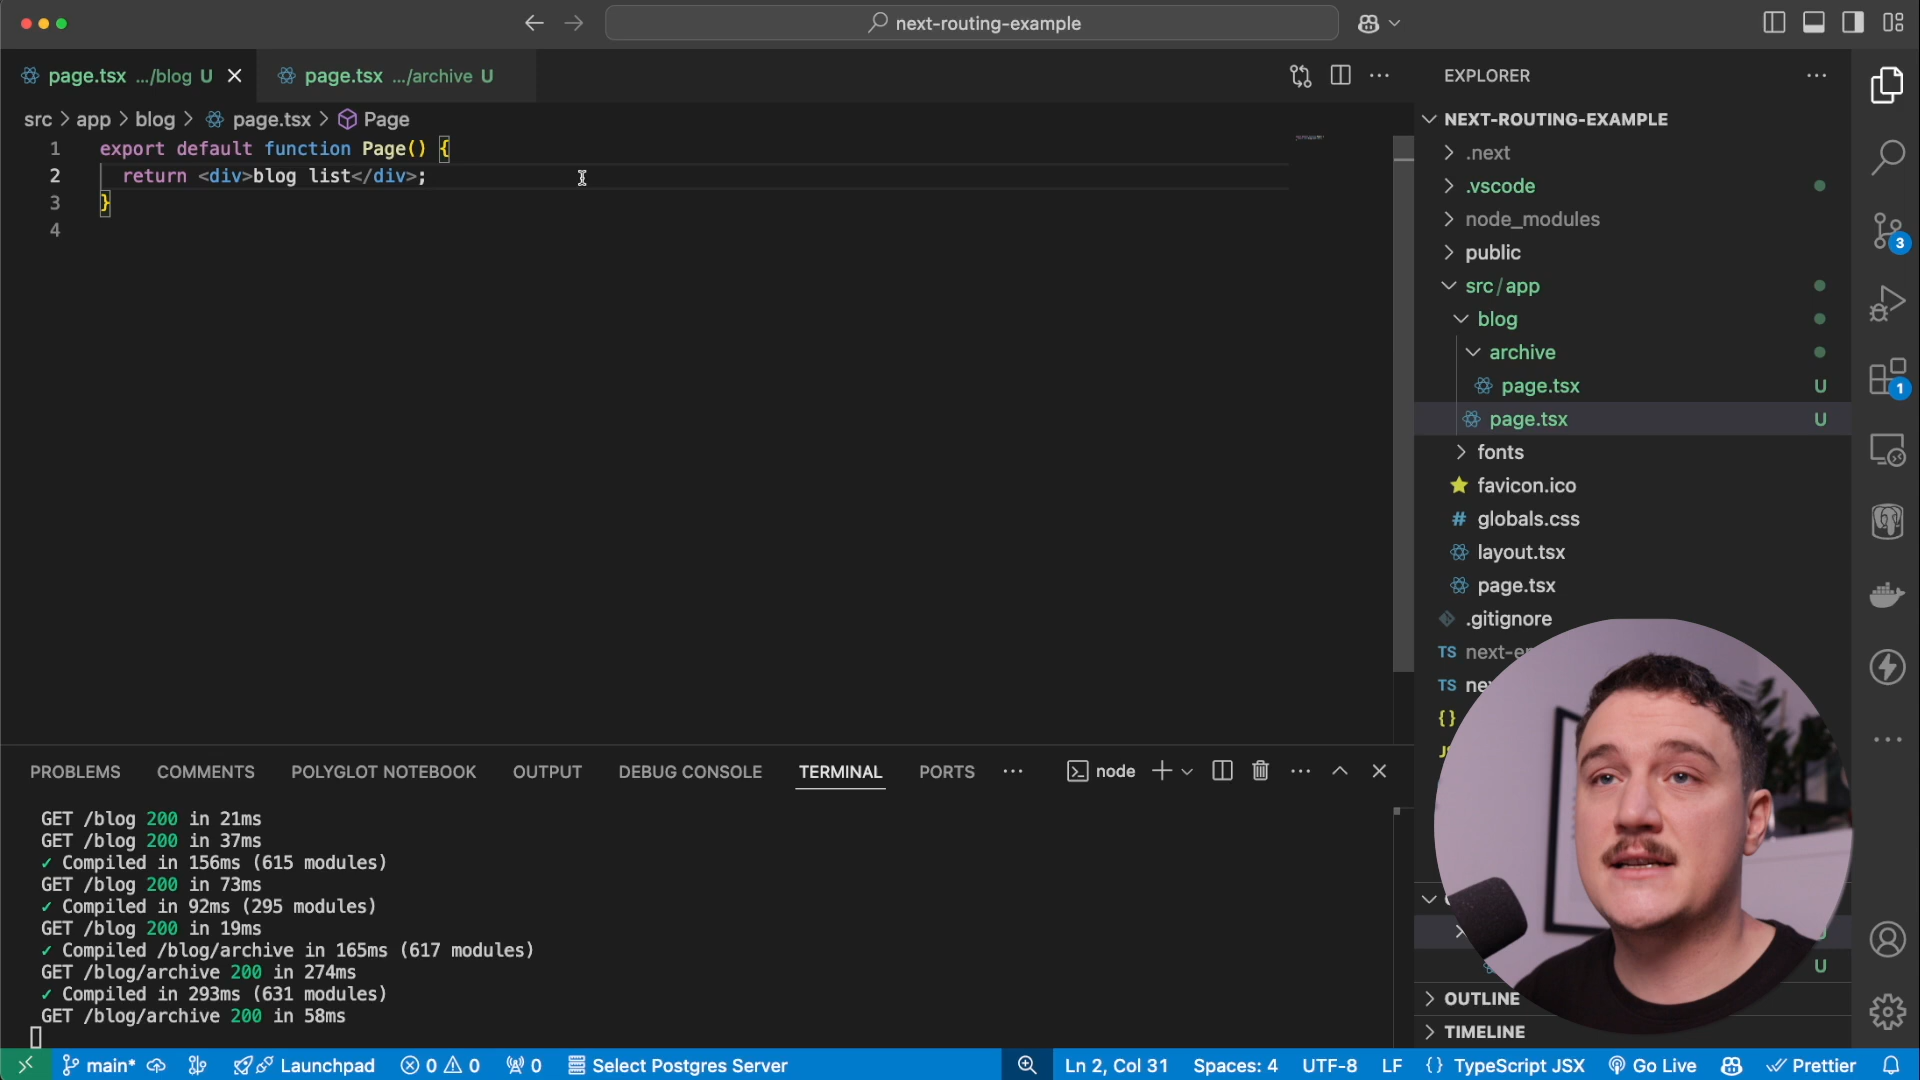 next-routing-example
page.tsx .../blog U
page.tsx .../archive U
src > app > blog > page.tsx > Page
1 export default function Page() {
2 return <div>blog list</div>;
3 }
4
EXPLORER
NEXT-ROUTING-EXAMPLE
.next
.vscode
node_modules
public
src/app
blog
archive
page.tsx U
page.tsx U
fonts
favicon.ico
# globals.css
layout.tsx
page.tsx
.gitignore
TS next-e
TS ne
{}
U
OUTLINE
TIMELINE
3
1
PROBLEMS COMMENTS POLYGLOT NOTEBOOK OUTPUT DEBUG CONSOLE TERMINAL PORTS ... node
GET /blog 200 in 21ms
GET /blog 200 in 37ms
✓ Compiled in 156ms (615 modules)
GET /blog 200 in 73ms
✓ Compiled in 92ms (295 modules)
GET /blog 200 in 19ms
✓ Compiled /blog/archive in 165ms (617 modules)
GET /blog/archive 200 in 274ms
✓ Compiled in 293ms (631 modules)
GET /blog/archive 200 in 58ms
main* Launchpad 0 0 0 Select Postgres Server Ln 2, Col 31 Spaces: 4 UTF-8 LF {} TypeScript JSX Go Live Prettier